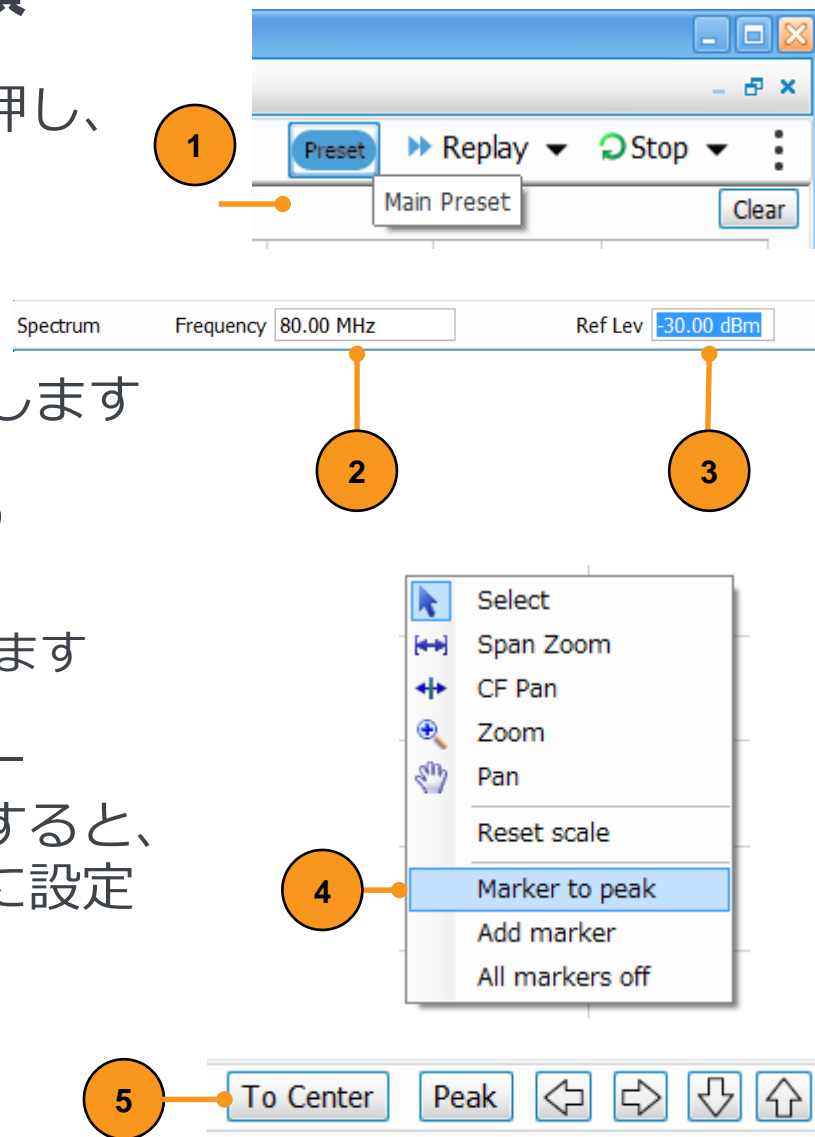 押し、
1
Preset
Replay
Stop
Main Preset
Clear
Spectrum Frequency 80.00 MHz Ref Lev -30.00 dBm
します
2
3
ます
すると、
に設定
Select
Span Zoom
CF Pan
Zoom
Pan
Reset scale
4
Marker to peak
Add marker
All markers off
5
To Center Peak